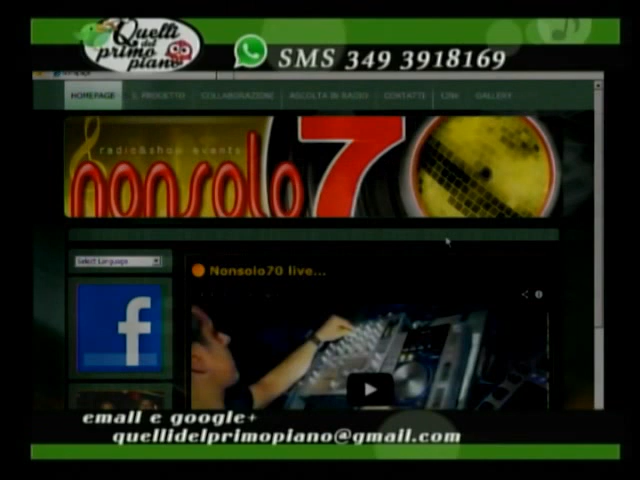 Quelli
del
primo
piano
SMS 349 3918169
HOMEPAGE IL PROGETTO COLLABORAZIONI ASCOLTA IN RADIO CONTATTI LINK GALLERY
radio&show events
nonsolo70
Select Language
Nonsolo70 live...
f
email e google+
quellidelprimopiano@gmail.com